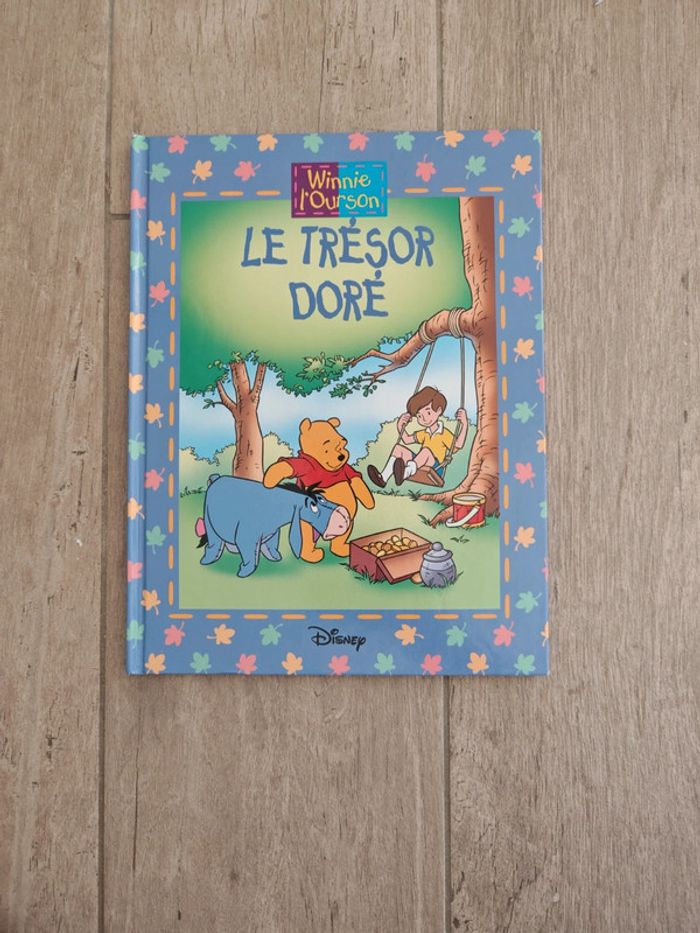 Winnie
l'Ourson
LE TRÉSOR
DORÉ
Disney